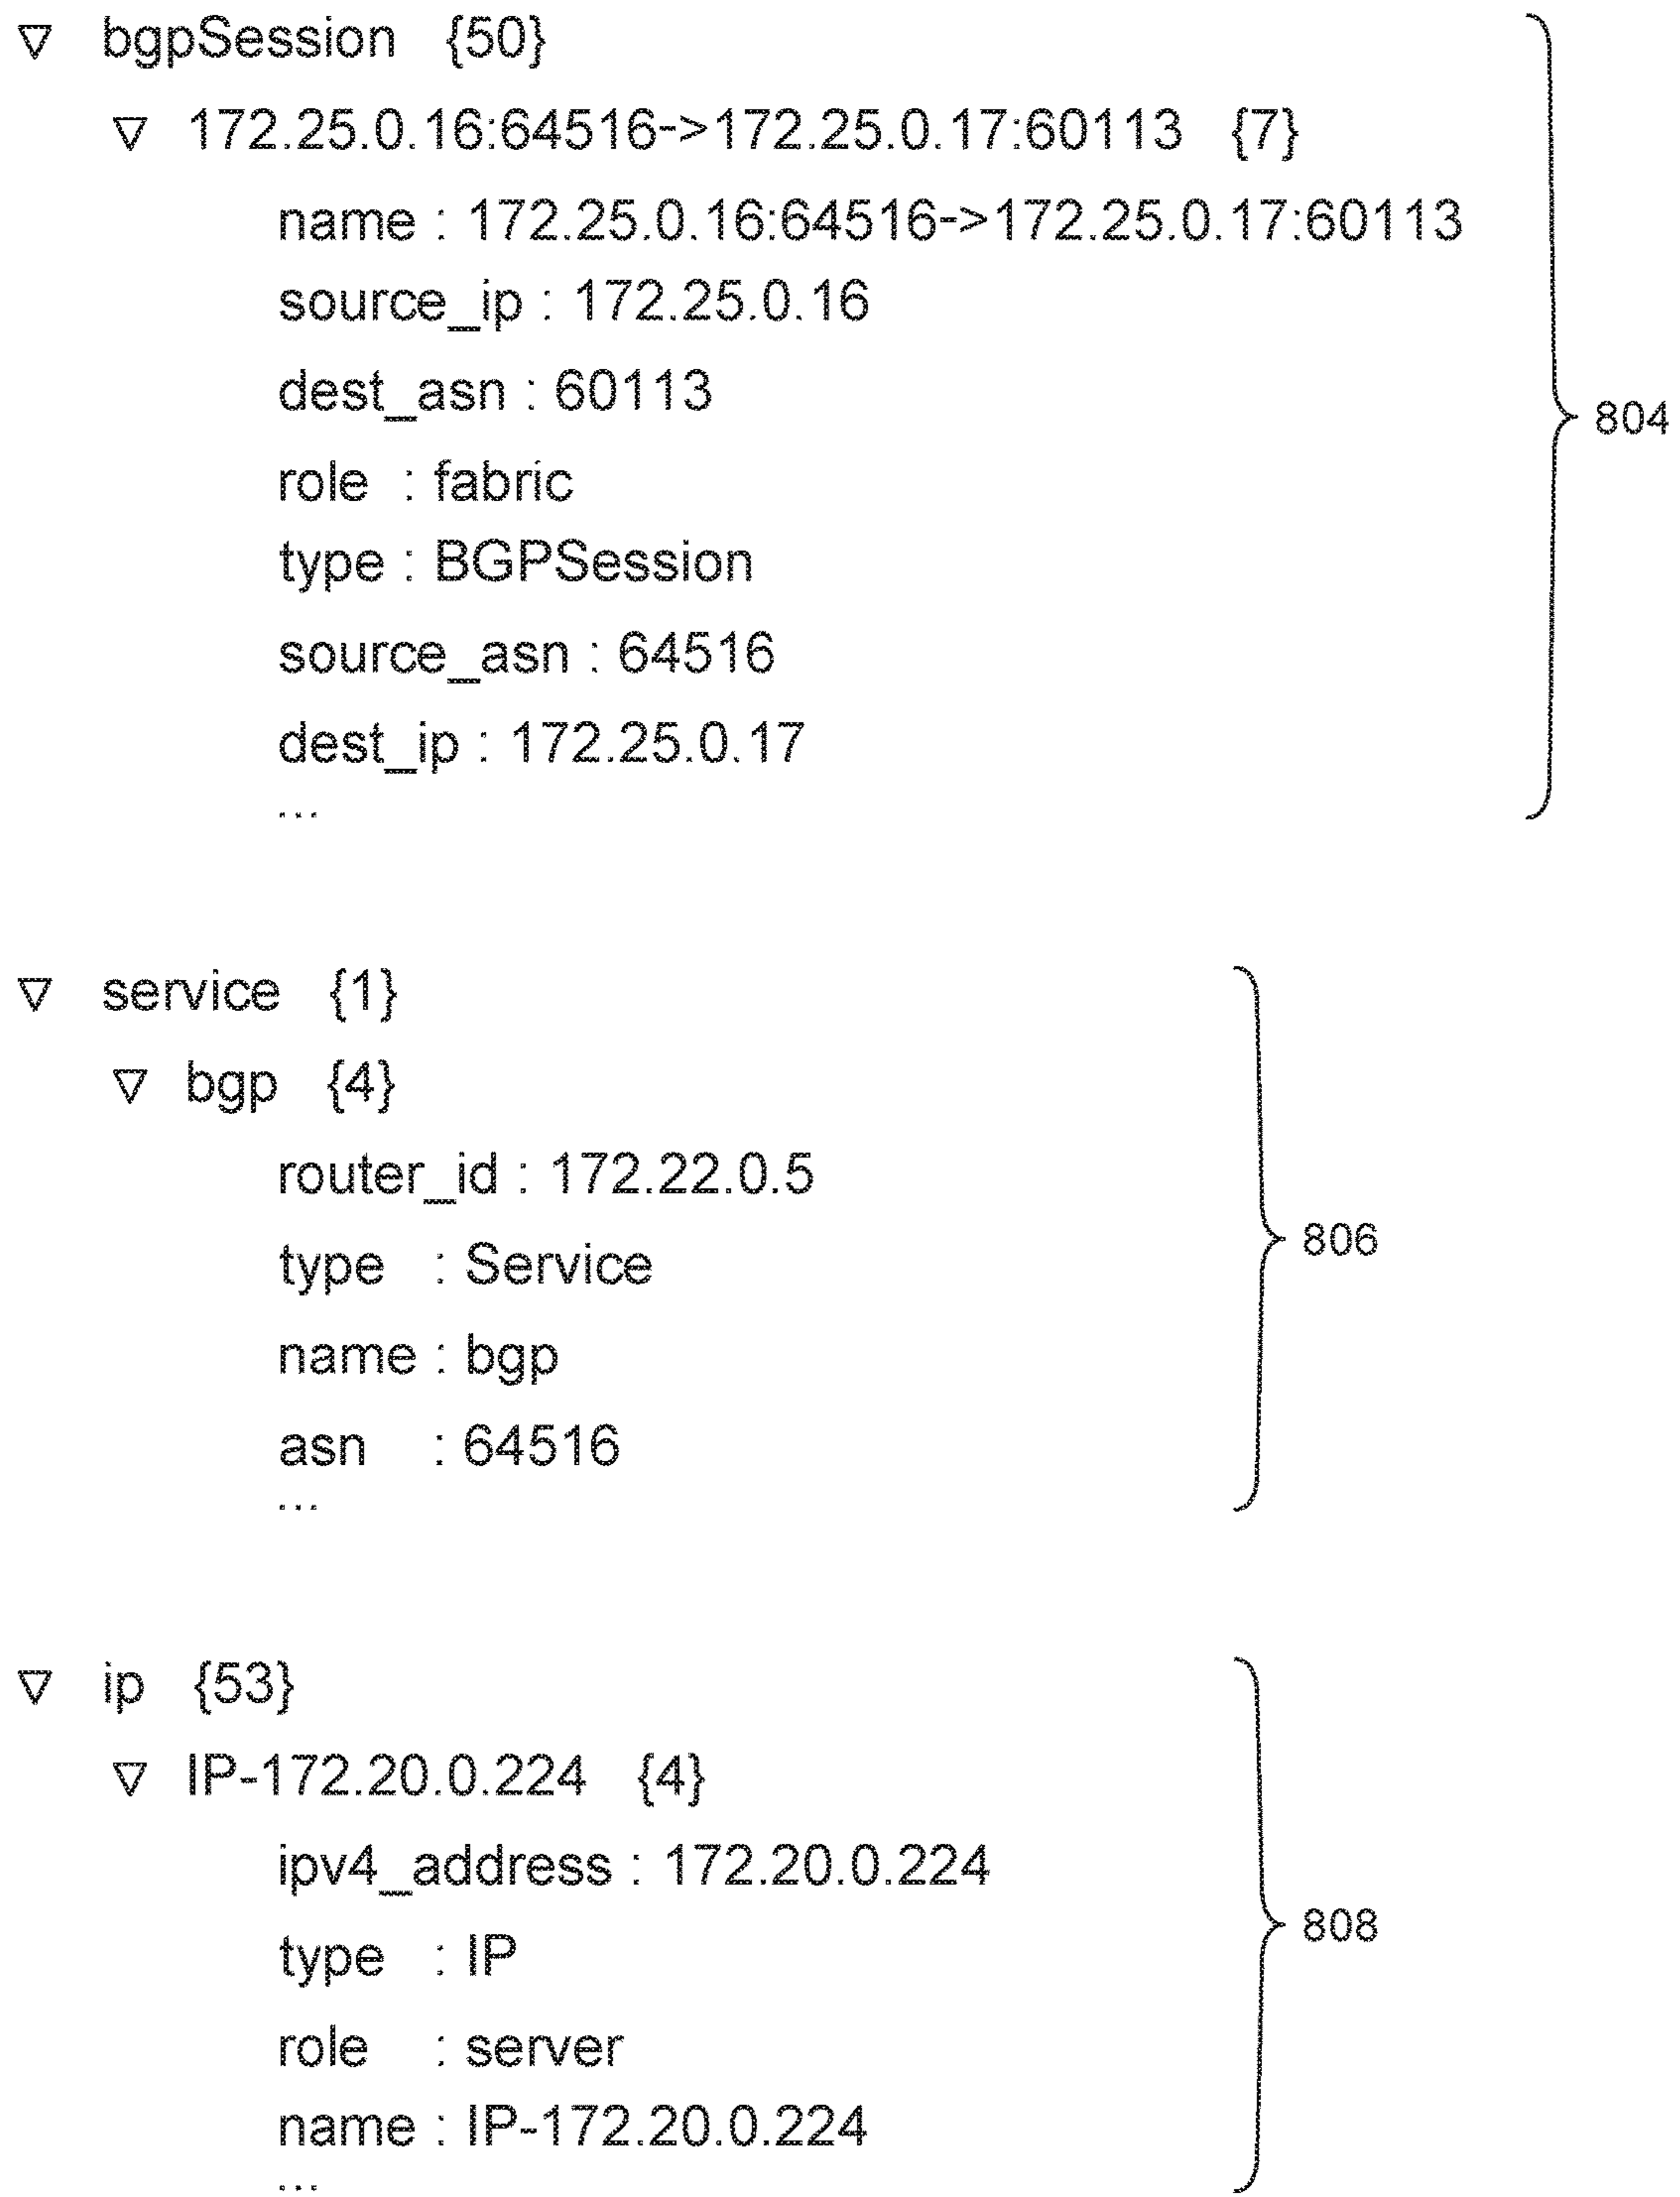 ▽ bgpSession {50}
▽ 172.25.0.16:64516->172.25.0.17:60113 {7}
name : 172.25.0.16:64516->172.25.0.17:60113
source_ip : 172.25.0.16
dest_asn : 60113
role : fabric
type : BGPSession
source_asn : 64516
dest_ip : 172.25.0.17
...
804
▽ service {1}
▽ bgp {4}
router_id : 172.22.0.5
type : Service
name : bgp
asn : 64516
...
806
▽ ip {53}
▽ IP-172.20.0.224 {4}
ipv4_address : 172.20.0.224
type : IP
role : server
name : IP-172.20.0.224
...
808